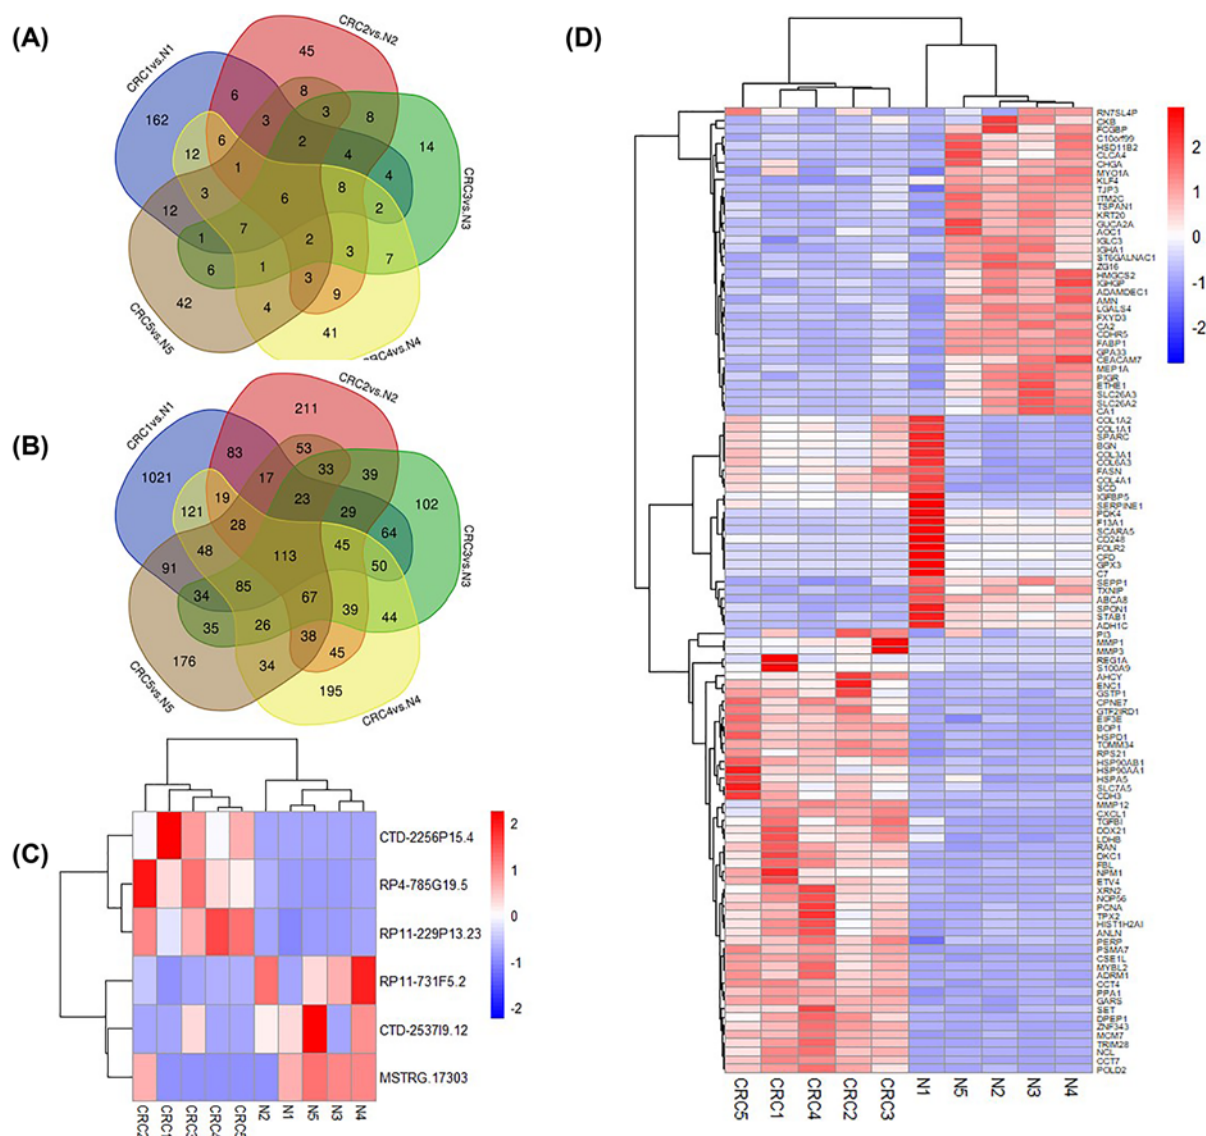 (A)
CRC1vs.N1
CRC2vs.N2
CRC3vs.N3
CRC4vs.N4
CRC5vs.N5
45
162 6 8 3 8 14
3
12 6 2 4 4
1 8
3 6 2
12
7
1 2 3 7
6 1 3
42 4 9
41
(B)
CRC1vs.N1
CRC2vs.N2
CRC3vs.N3
CRC4vs.N4
CRC5vs.N5
211
83 53 33 39
1021 17 102
121 19 23 29 64
28 45
48 113 50
91
85
34 67 39 44
35 26 38
176 34 45
195
(C)
CTD-2256P15.4
RP4-785G19.5
RP11-229P13.23
RP11-731F5.2
CTD-2537I9.12
MSTRG.17303
CRC2 CRC1 CRC3 CRC4 CRC5 N2 N1 N5 N3 N4
2
1
0
-1
-2
(D)
RN7SL4P
CKB
FCGBP
C10orf99
HSD11B2
CLCA4
CHGA
MYO1A
KLF4
TJP3
ITM2C
TSPAN1
KRT20
GUCA2A
AOC1
IGLC3
IGHA1
ST6GALNAC1
ZG16
HMGCS2
IGHGP
ADAMDEC1
AMN
LGALS4
FXYD3
CA2
CDHR5
FABP1
GPA33
CEACAM7
MEP1A
PIGR
ETHE1
SLC26A3
SLC26A2
CA1
COL1A2
COL1A1
SPARC
BGN
COL3A1
COL6A3
FASN
COL4A1
SCD
IGFBP5
SERPINE1
PDK4
F13A1
SCARA5
CD248
FOLR2
CFD
GPX3
C7
SEPP1
TXNIP
ABCA8
SPON1
STAB1
ADH1C
PI3
MMP1
MMP3
REG1A
S100A9
AHCY
ENC1
GSTP1
CPNE7
GTF2IRD1
EIF3E
BOP1
HSPD1
TOMM34
RPS21
HSP90AB1
HSP90AA1
HSPA5
SLC7A5
CDH3
MMP12
CXCL1
TGFBI
DDX21
LDHB
RAN
DKC1
FBL
NPM1
ETV4
XRN2
NOP56
PCNA
TPX2
HIST1H2AI
ANLN
PERP
PSMA7
CSE1L
MYBL2
ADRM1
CCT4
PPA1
GARS
SET
DPEP1
ZNF343
MCM7
TRIM28
NCL
CCT7
POLD2
CRC5 CRC1 CRC4 CRC2 CRC3 N1 N5 N2 N3 N4
2
1
0
-1
-2